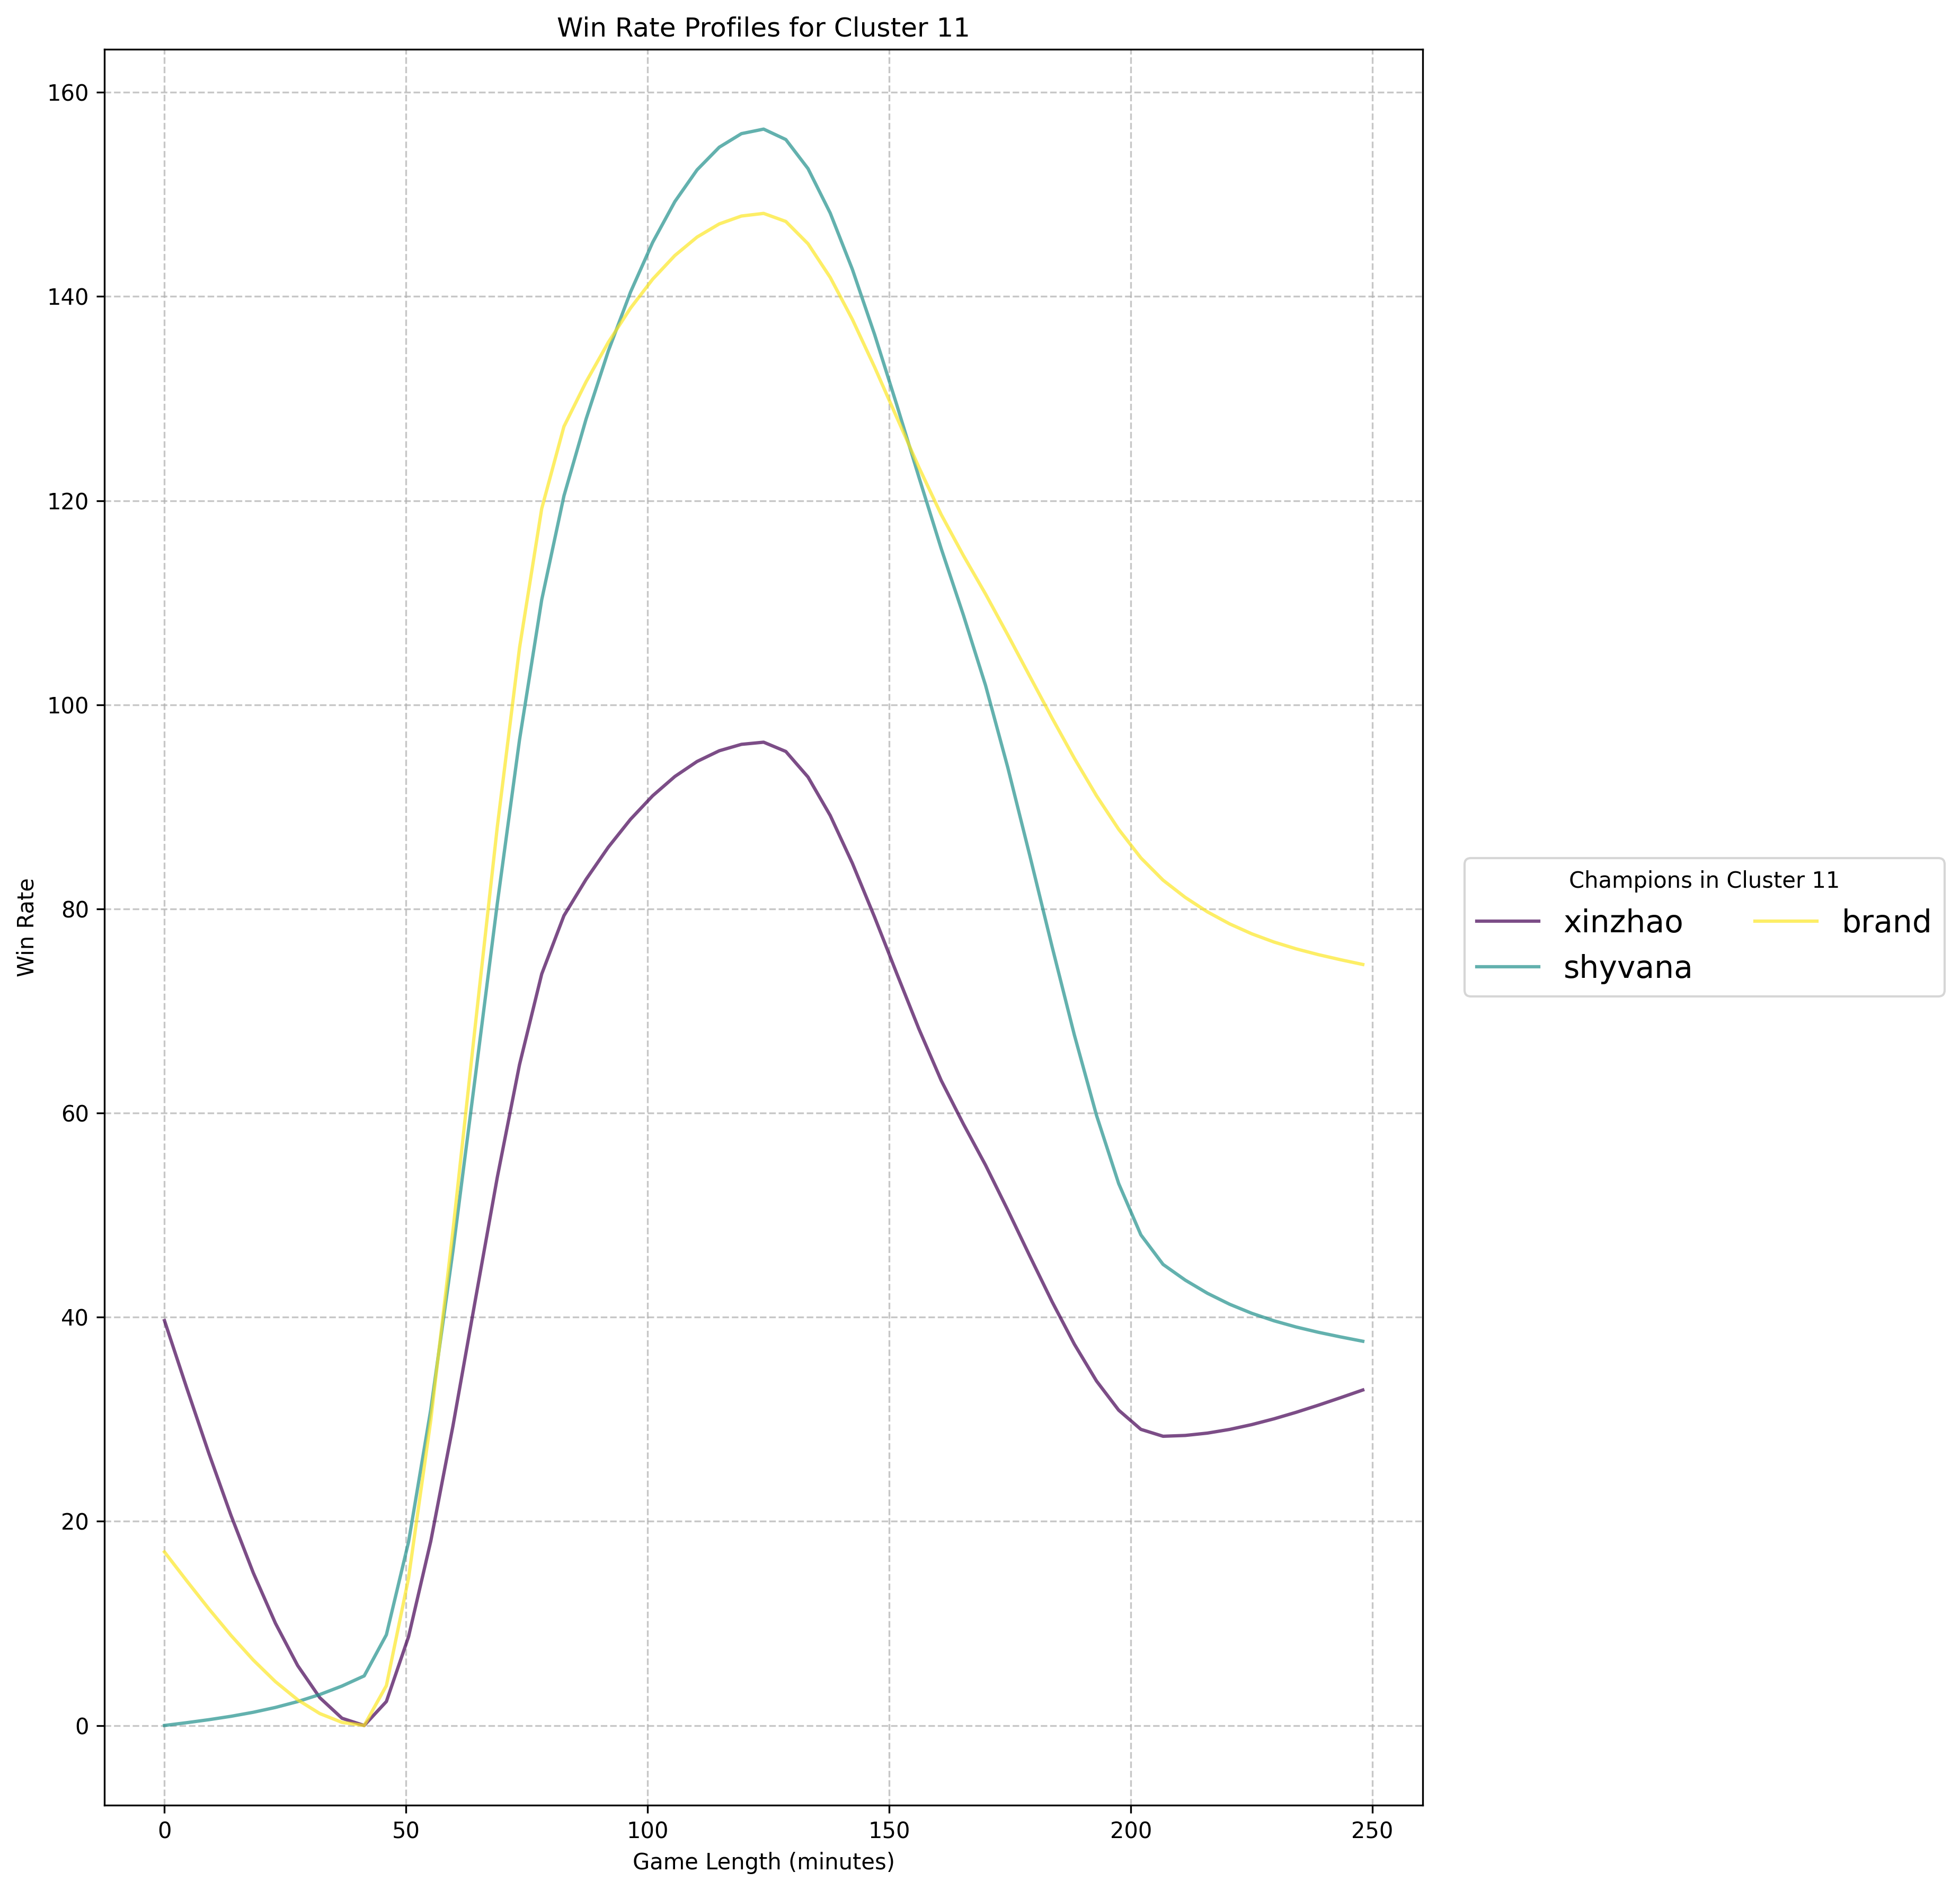 Win Rate Profiles for Cluster 11
160
140
120
100
80
60
40
20
0
Win Rate
0 50 100 150 200 250
Game Length (minutes)
Champions in Cluster 11
xinzhao brand
shyvana